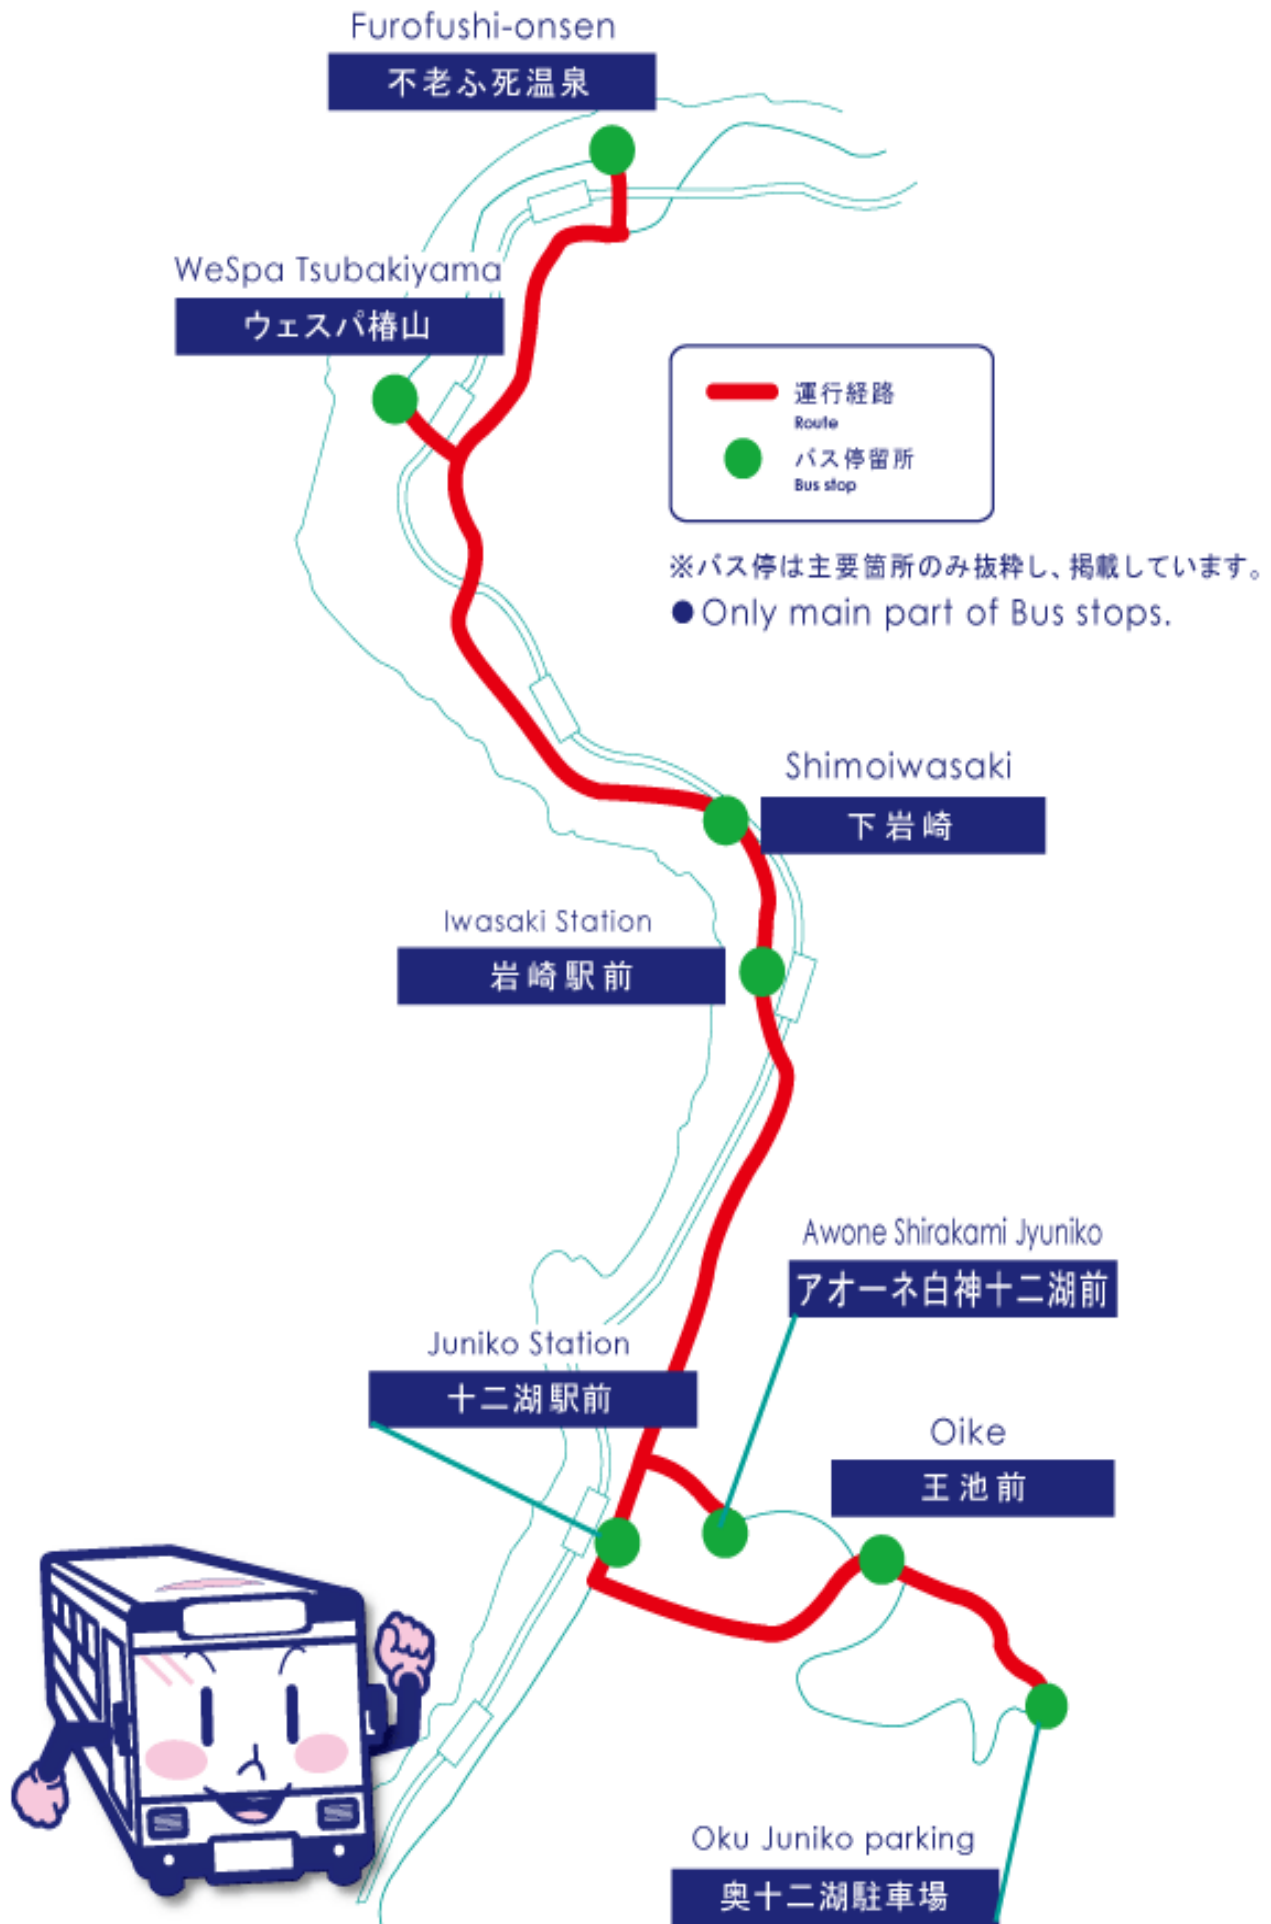 Furofushi-onsen
不老ふ死温泉
WeSpa Tsubakiyama
ウェスパ椿山
運行経路
Route
バス停留所
Bus stop
※バス停は主要箇所のみ抜粋し、掲載しています。
●Only main part of Bus stops.
Shimoiwasaki
下岩崎
Iwasaki Station
岩崎駅前
Awone Shirakami Jyuniko
アオーネ白神十二湖前
Juniko Station
十二湖駅前
Oike
王池前
Oku Juniko parking
奥十二湖駐車場